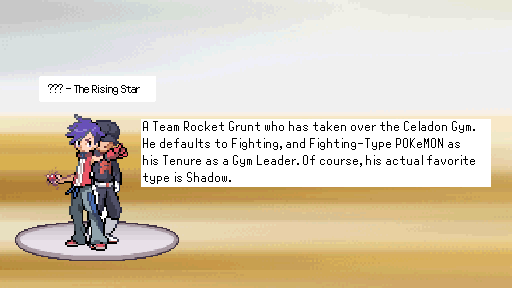 ??? - The Rising Star
A Team Rocket Grunt who has taken over the Celadon Gym.
He defaults to Fighting, and Fighting-Type POKeMON as
his Tenure as a Gym Leader. Of course, his actual favorite
type is Shadow.